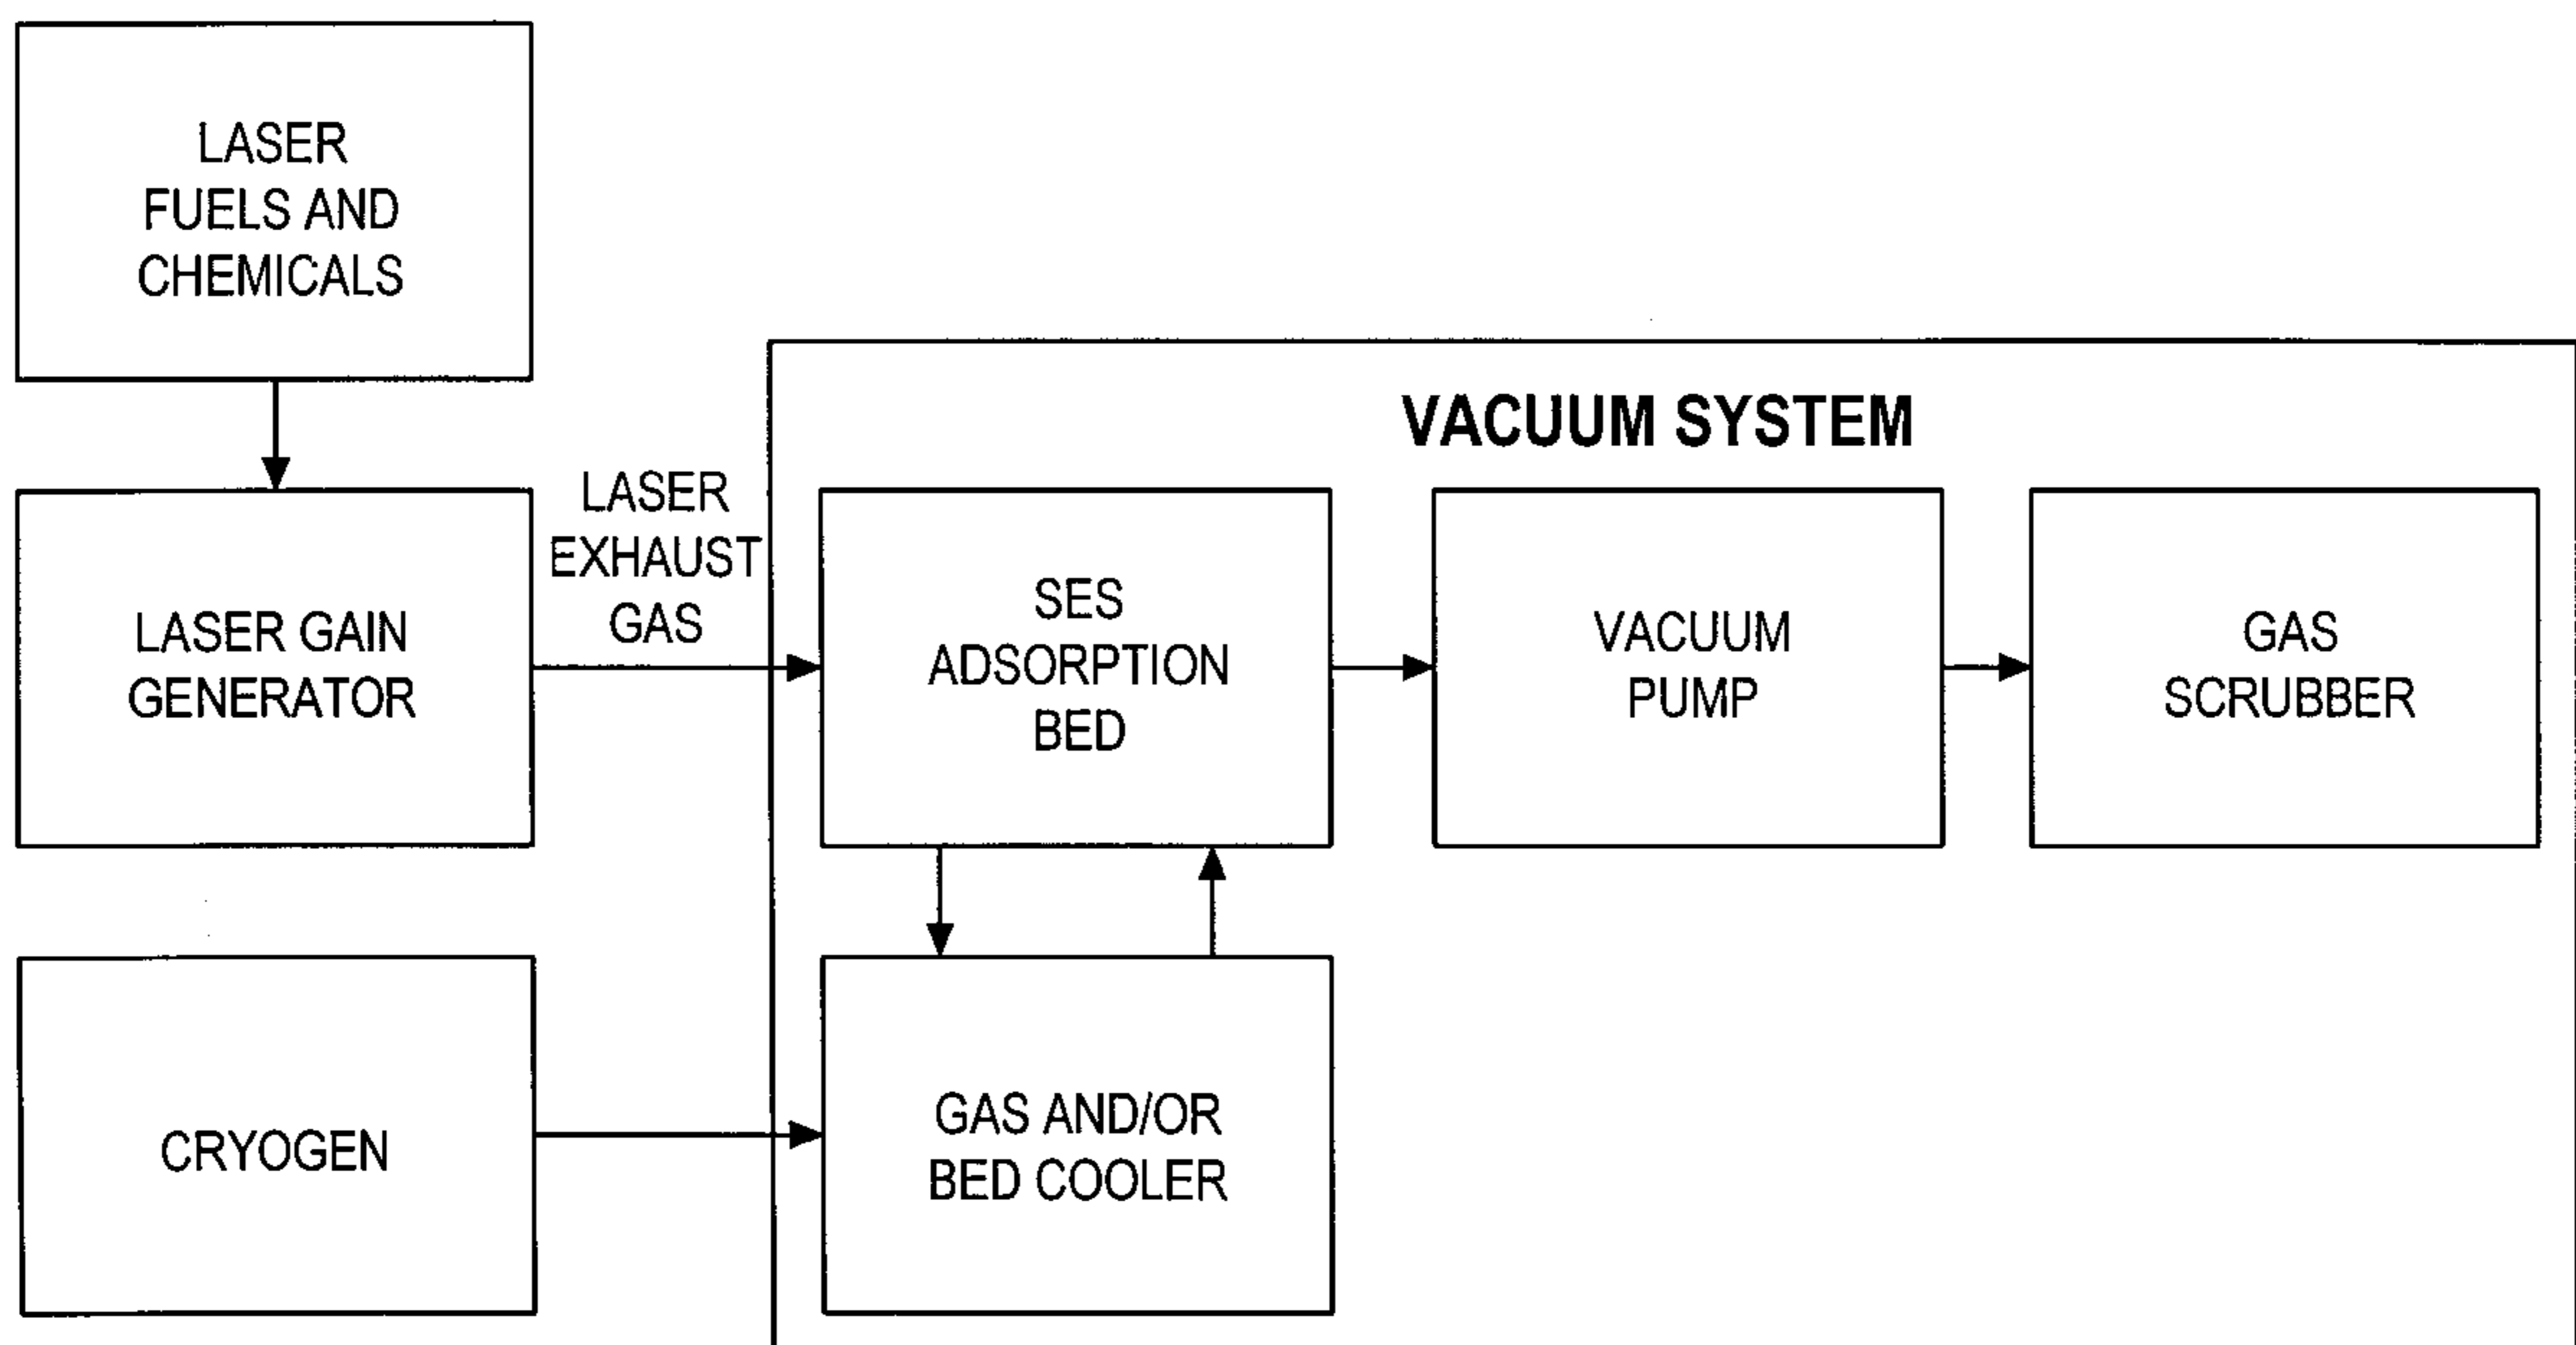 LASER
FUELS AND
CHEMICALS
VACUUM SYSTEM
LASER GAIN
GENERATOR
LASER
EXHAUST
GAS
SES
ADSORPTION
BED
VACUUM
PUMP
GAS
SCRUBBER
CRYOGEN
GAS AND/OR
BED COOLER